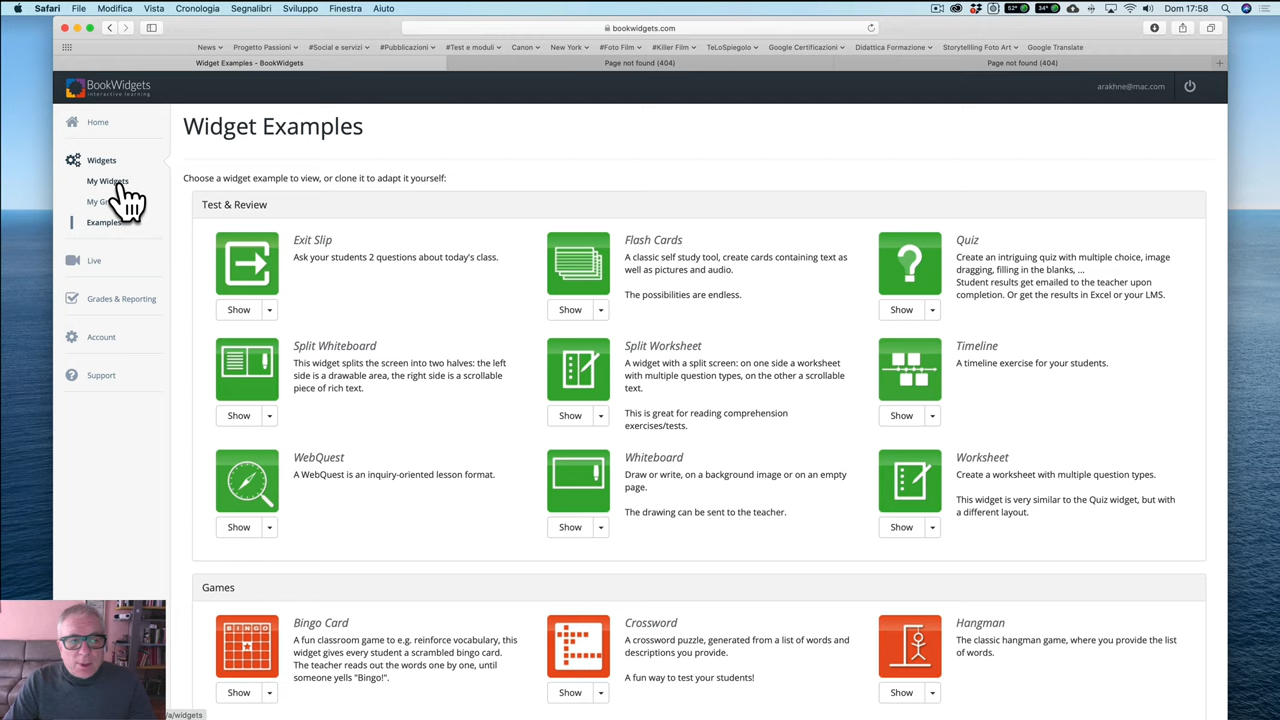 Safari File Modifica Vista Cronologia Segnalibri Sviluppo Finestra Aiuto 52° 34° Dom 17:58
bookwidgets.com
News Progetto Passioni #Social e servizi #Pubblicazioni #Test e moduli Canon New York #Foto Film #Killer Film TeLoSpiegolo Google Certificazioni Didattica Formazione Storytelling Foto Art Google Translate
Widget Examples - BookWidgets Page not found (404) Page not found (404)
BookWidgets
interactive learning
arakhne@mac.com
Home
Widgets
My Widgets
Examples
Live
Grades & Reporting
Account
Support
Widget Examples
Choose a widget example to view, or clone it to adapt it yourself:
Test & Review
Exit Slip
Ask your students 2 questions about today's class.
Show
Flash Cards
A classic self study tool, create cards containing text as
well as pictures and audio.
The possibilities are endless.
Show
Quiz
Create an intriguing quiz with multiple choice, image
dragging, filling in the blanks, ...
Student results get emailed to the teacher upon
completion. Or get the results in Excel or your LMS.
Show
Split Whiteboard
This widget splits the screen into two halves: the left
side is a drawable area, the right side is a scrollable
piece of rich text.
Show
Split Worksheet
A widget with a split screen: on one side a worksheet
with multiple question types, on the other a scrollable
text.
This is great for reading comprehension
exercises/tests.
Show
Timeline
A timeline exercise for your students.
Show
WebQuest
A WebQuest is an inquiry-oriented lesson format.
Show
Whiteboard
Draw or write, on a background image or on an empty
page.
The drawing can be sent to the teacher.
Show
Worksheet
Create a worksheet with multiple question types.
This widget is very similar to the Quiz widget, but with
a different layout.
Show
Games
BINGO
Bingo Card
A fun classroom game to e.g. reinforce vocabulary, this
widget gives every student a scrambled bingo card.
The teacher reads out the words one by one, until
someone yells "Bingo!".
Show
Crossword
A crossword puzzle, generated from a list of words and
descriptions you provide.
A fun way to test your students!
Show
Hangman
The classic hangman game, where you provide the list
of words.
Show
/a/widgets